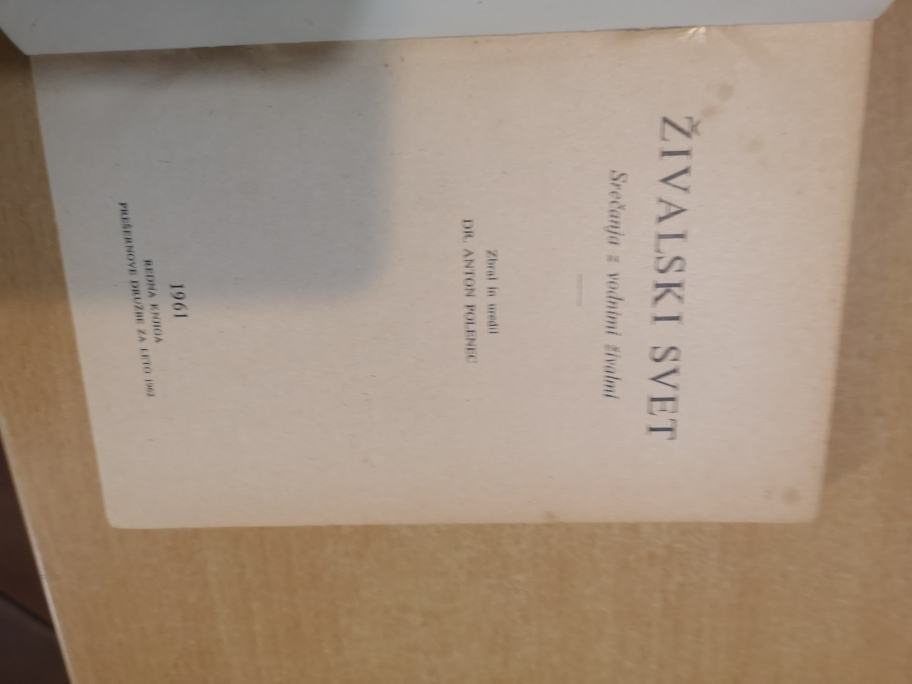 ŽIVALSKI SVET
Srečanja z vodnimi živalmi
Zbral in uredil
DR. ANTON POLENEC
1961
REDNA KNJIGA
PREŠERNOVE DRUŽBE ZA LETO 1962